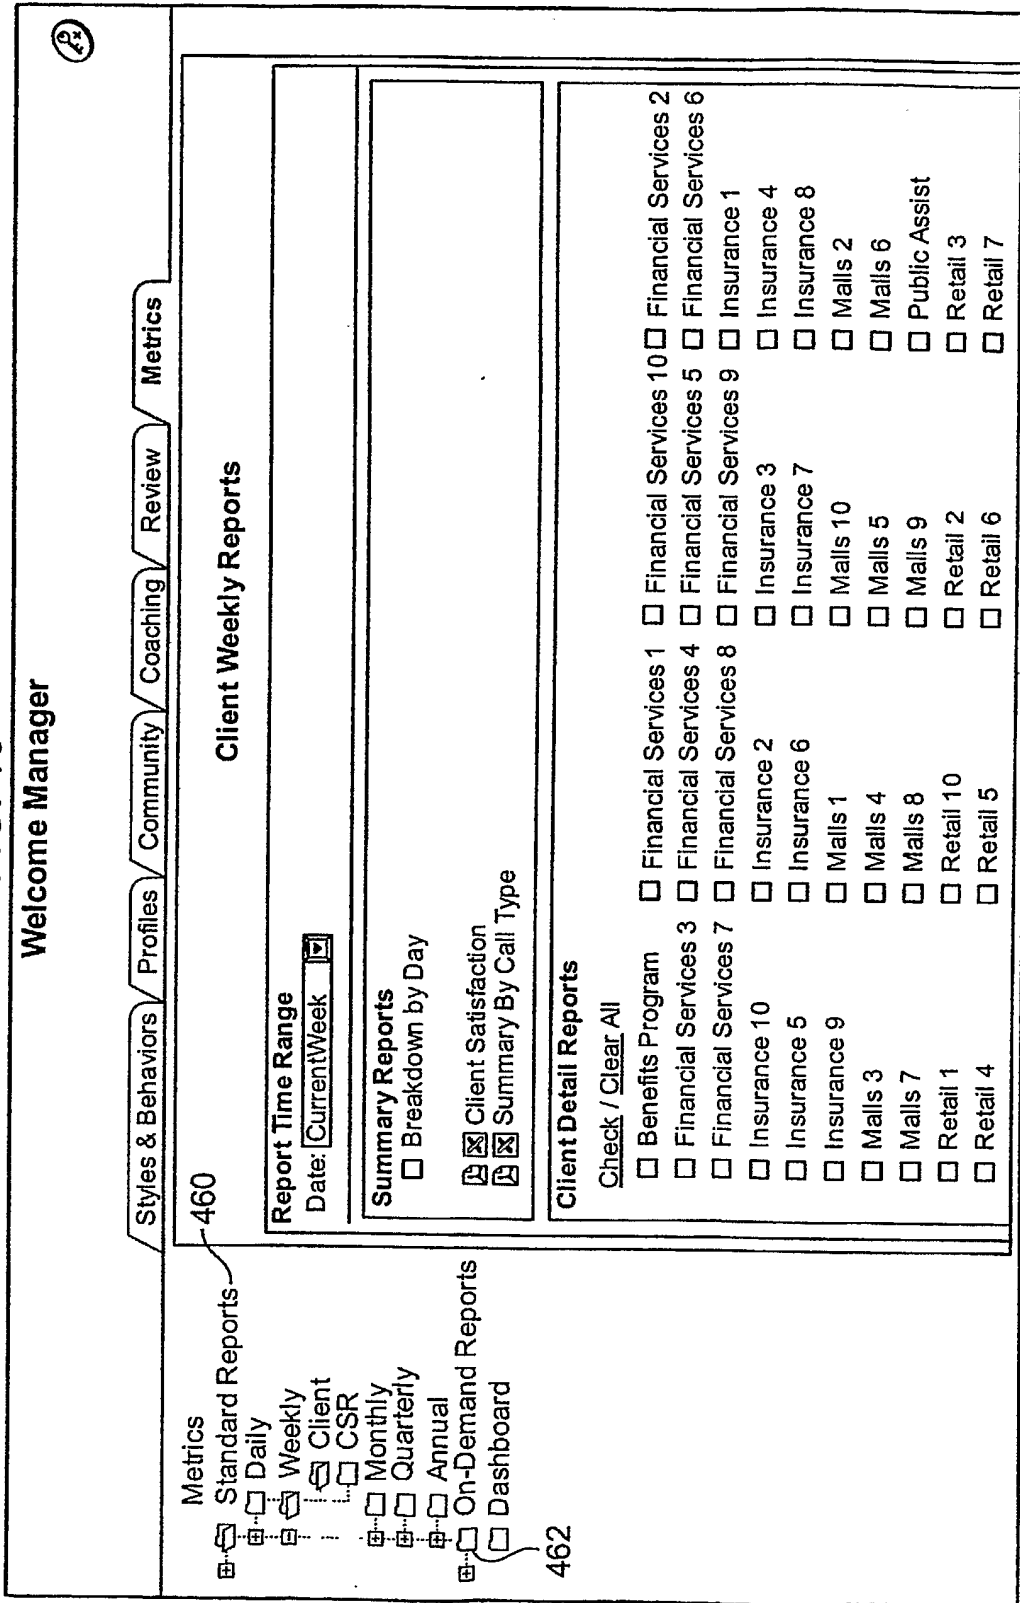 Welcome Manager
Styles & Behaviors
Profiles
Community
Coaching
Review
Metrics
Metrics
Standard Reports
460
Daily
Weekly
Client
CSR
Monthly
Quarterly
Annual
On-Demand Reports
Dashboard
462
Client Weekly Reports
Report Time Range
Date: CurrentWeek
Summary Reports
Breakdown by Day
Client Satisfaction
Summary By Call Type
Client Detail Reports
Check / Clear All
Benefits Program Financial Services 1 Financial Services 10 Financial Services 2
Financial Services 3 Financial Services 4 Financial Services 5 Financial Services 6
Financial Services 7 Financial Services 8 Financial Services 9 Insurance 1
Insurance 10 Insurance 2 Insurance 3 Insurance 4
Insurance 5 Insurance 6 Insurance 7 Insurance 8
Insurance 9 Malls 1 Malls 10 Malls 2
Malls 3 Malls 4 Malls 5 Malls 6
Malls 7 Malls 8 Malls 9 Public Assist
Retail 1 Retail 10 Retail 2 Retail 3
Retail 4 Retail 5 Retail 6 Retail 7